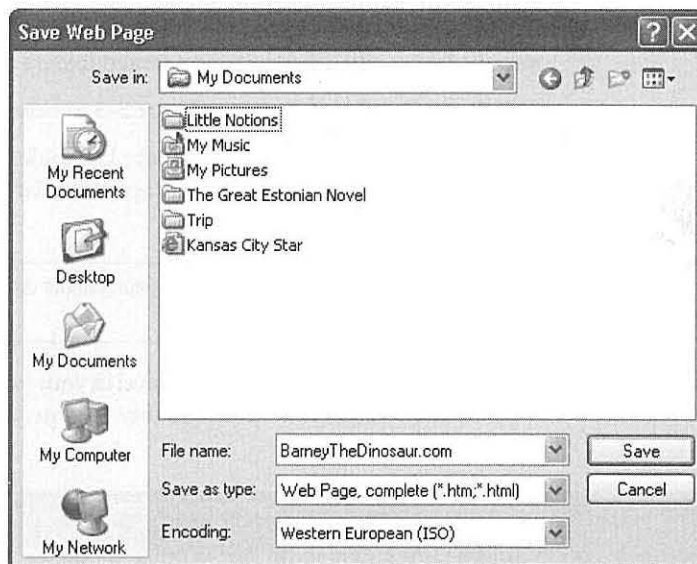 Save Web Page
Save in: My Documents
My Recent
Documents
Desktop
My Documents
My Computer
My Network
Little Notions
My Music
My Pictures
The Great Estonian Novel
Trip
Kansas City Star
File name: BarneyTheDinosaur.com Save
Save as type: Web Page, complete (*.htm;*.html) Cancel
Encoding: Western European (ISO)